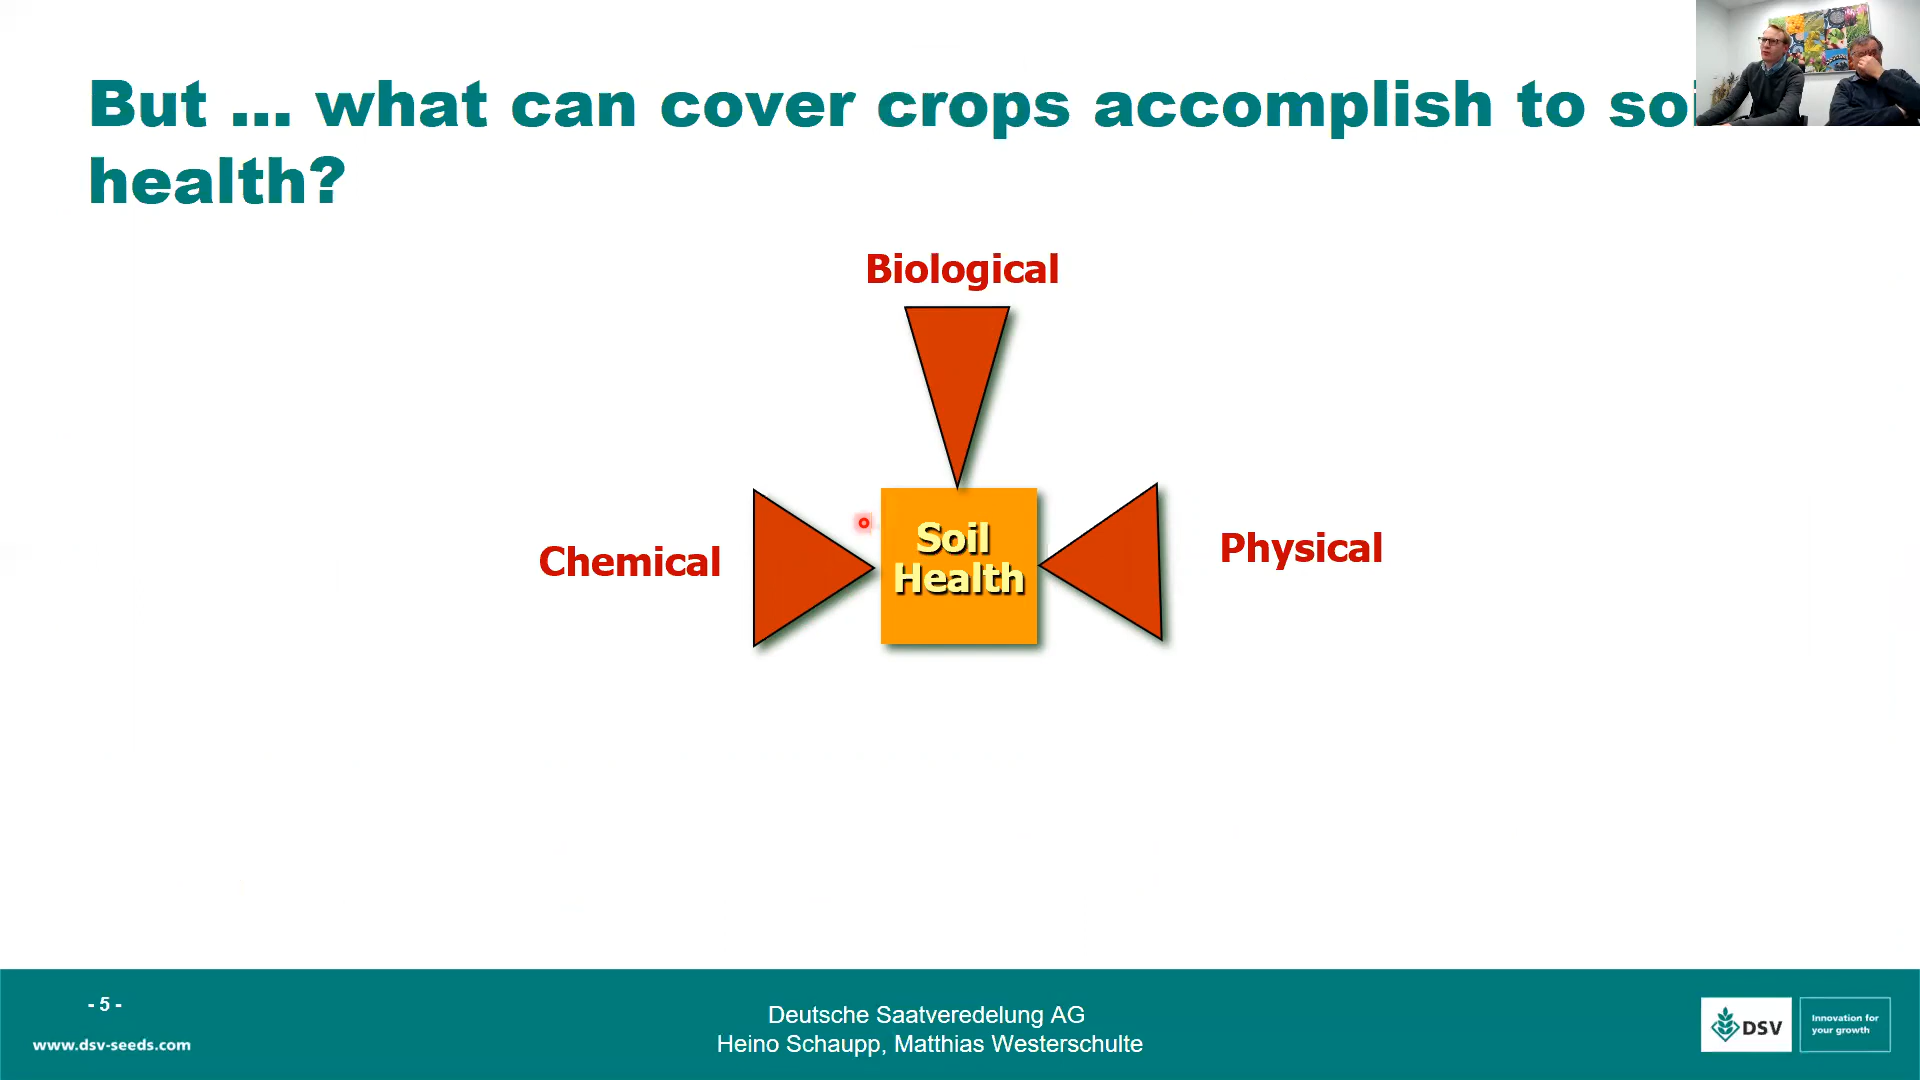 But ... what can cover crops accomplish to soi
health?
Biological
Chemical
Soil
Health
Physical
- 5 -
www.dsv-seeds.com
Deutsche Saatveredelung AG
Heino Schaupp, Matthias Westerschulte
DSV
Innovation for
your growth